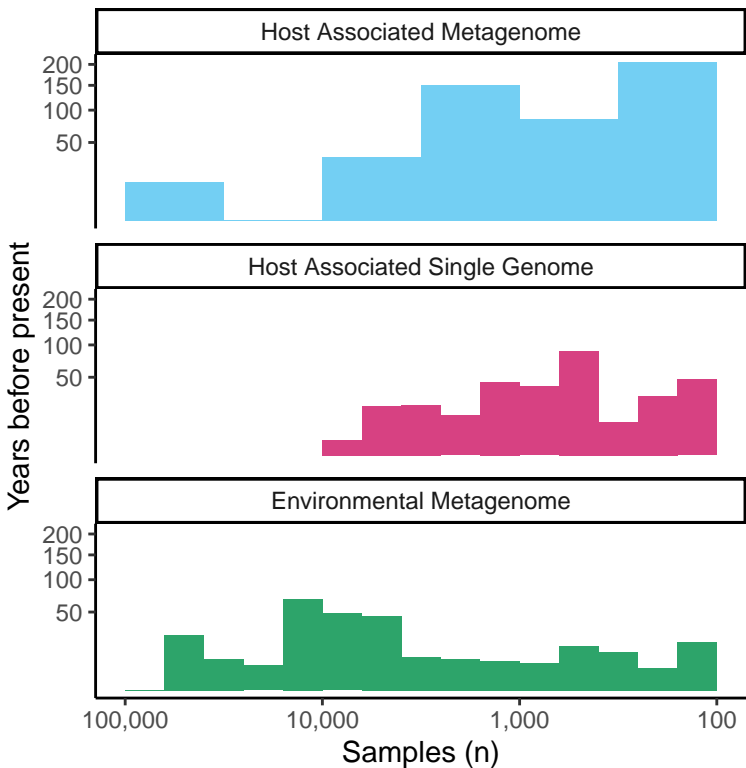 Host Associated Metagenome
200
150
100
50
Host Associated Single Genome
200
150
100
50
Environmental Metagenome
200
150
100
50
Years before present
100,000 10,000 1,000 100
Samples (n)